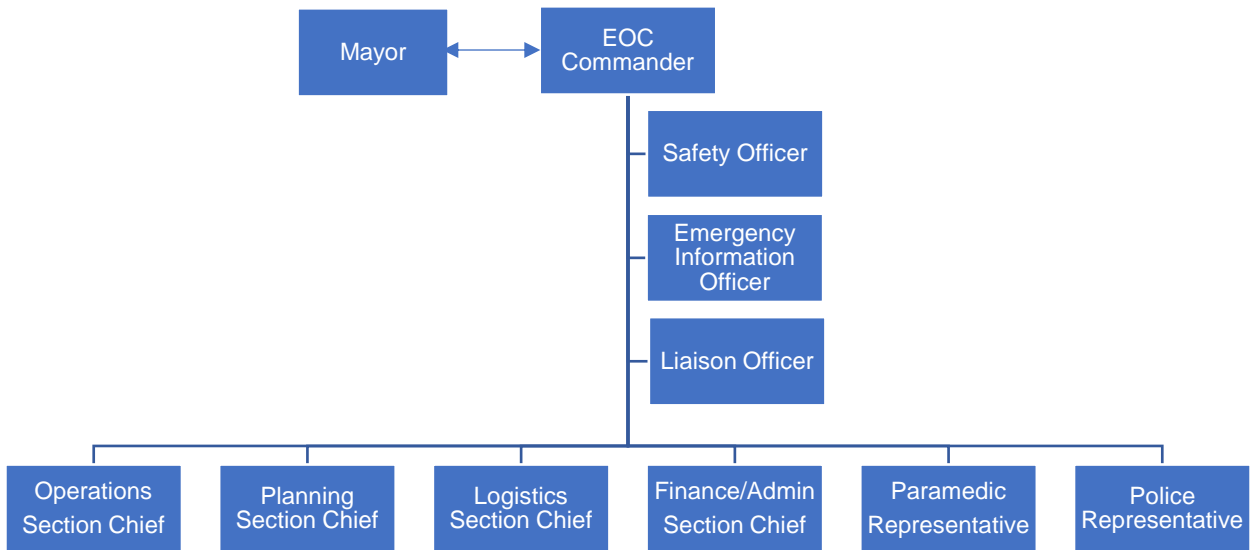 Mayor
EOC
Commander
Safety Officer
Emergency
Information
Officer
Liaison Officer
Operations
Section Chief
Planning
Section Chief
Logistics
Section Chief
Finance/Admin
Section Chief
Paramedic
Representative
Police
Representative